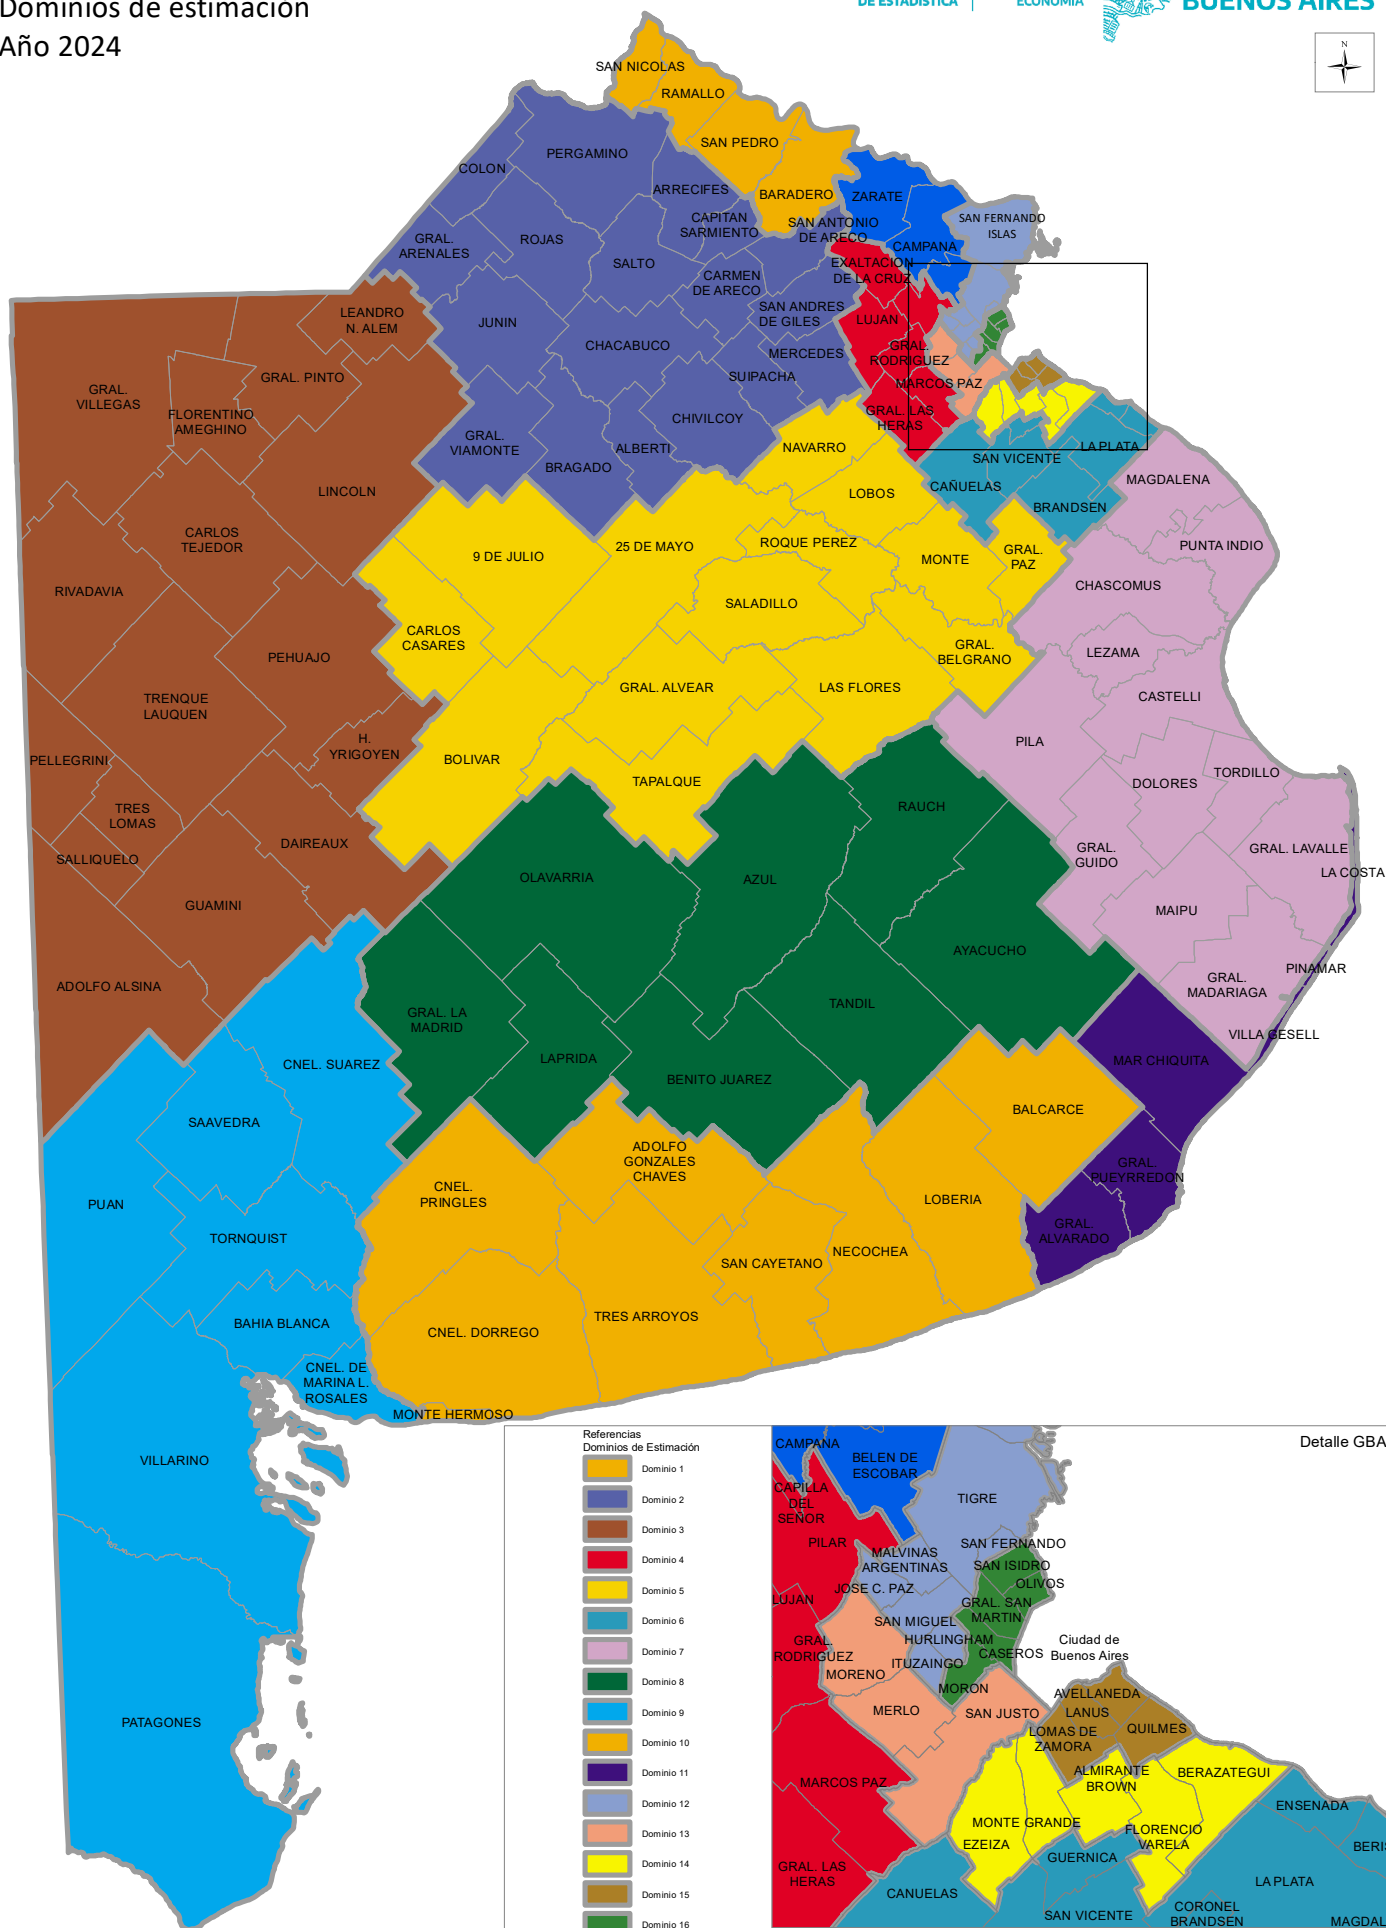 Dominios de estimación
Año 2024
DE ESTADÍSTICA
ECONOMÍA
BUENOS AIRES
N
SAN NICOLAS
RAMALLO
SAN PEDRO
BARADERO
COLON
PERGAMINO
ARRECIFES
CAPITAN
SARMIENTO
SAN ANTONIO
DE ARECO
ZARATE
CAMPANA
SAN FERNANDO
ISLAS
GRAL.
ARENALES
ROJAS
SALTO
CARMEN
DE ARECO
EXALTACION
DE LA CRUZ
SAN ANDRES
DE GILES
LUJAN
LEANDRO
N. ALEM
JUNIN
CHACABUCO
MERCEDES
SUIPACHA
GRAL.
RODRIGUEZ
MARCOS PAZ
GRAL. LAS
HERAS
GRAL.
VILLEGAS
GRAL. PINTO
FLORENTINO
AMEGHINO
GRAL.
VIAMONTE
BRAGADO
ALBERTI
CHIVILCOY
NAVARRO
LOBOS
CAÑUELAS
SAN VICENTE
LA PLATA
BRANDSEN
MAGDALENA
LINCOLN
CARLOS
TEJEDOR
9 DE JULIO
25 DE MAYO
ROQUE PEREZ
MONTE
GRAL.
PAZ
PUNTA INDIO
RIVADAVIA
CARLOS
CASARES
SALADILLO
CHASCOMUS
PEHUAJO
GRAL.
BELGRANO
LEZAMA
TRENQUE
LAUQUEN
GRAL. ALVEAR
LAS FLORES
CASTELLI
PELLEGRINI
H.
YRIGOYEN
BOLIVAR
TAPALQUE
PILA
DOLORES
TORDILLO
TRES
LOMAS
SALLIQUELO
DAIREAUX
RAUCH
GRAL.
GUIDO
GRAL. LAVALLE
LA COSTA
OLAVARRIA
AZUL
GUAMINI
MAIPU
AYACUCHO
ADOLFO ALSINA
PINAMAR
GRAL.
MADARIAGA
GRAL. LA
MADRID
TANDIL
VILLA GESELL
CNEL. SUAREZ
LAPRIDA
BENITO JUAREZ
MAR CHIQUITA
SAAVEDRA
BALCARCE
ADOLFO
GONZALES
CHAVES
GRAL.
PUEYRREDON
CNEL.
PRINGLES
LOBERIA
PUAN
GRAL.
ALVARADO
TORNQUIST
SAN CAYETANO
NECOCHEA
BAHIA BLANCA
CNEL. DORREGO
TRES ARROYOS
CNEL. DE
MARINA L.
ROSALES
MONTE HERMOSO
VILLARINO
PATAGONES
Referencias
Dominios de Estimación
Dominio 1
Dominio 2
Dominio 3
Dominio 4
Dominio 5
Dominio 6
Dominio 7
Dominio 8
Dominio 9
Dominio 10
Dominio 11
Dominio 12
Dominio 13
Dominio 14
Dominio 15
Dominio 16
Detalle GBA
CAMPANA
BELEN DE
ESCOBAR
CAPILLA
DEL
SEÑOR
TIGRE
PILAR
MALVINAS
ARGENTINAS
SAN FERNANDO
SAN ISIDRO
OLIVOS
JOSE C. PAZ
LUJAN
GRAL. SAN
MARTIN
SAN MIGUEL
HURLINGHAM
CASEROS
Ciudad de
Buenos Aires
GRAL.
RODRIGUEZ
ITUZAINGO
MORENO
MORON
MERLO
SAN JUSTO
AVELLANEDA
LANUS
LOMAS DE
ZAMORA
QUILMES
MARCOS PAZ
ALMIRANTE
BROWN
BERAZATEGUI
MONTE GRANDE
EZEIZA
FLORENCIO
VARELA
ENSENADA
GUERNICA
GRAL. LAS
HERAS
CANUELAS
LA PLATA
SAN VICENTE
CORONEL
BRANDSEN